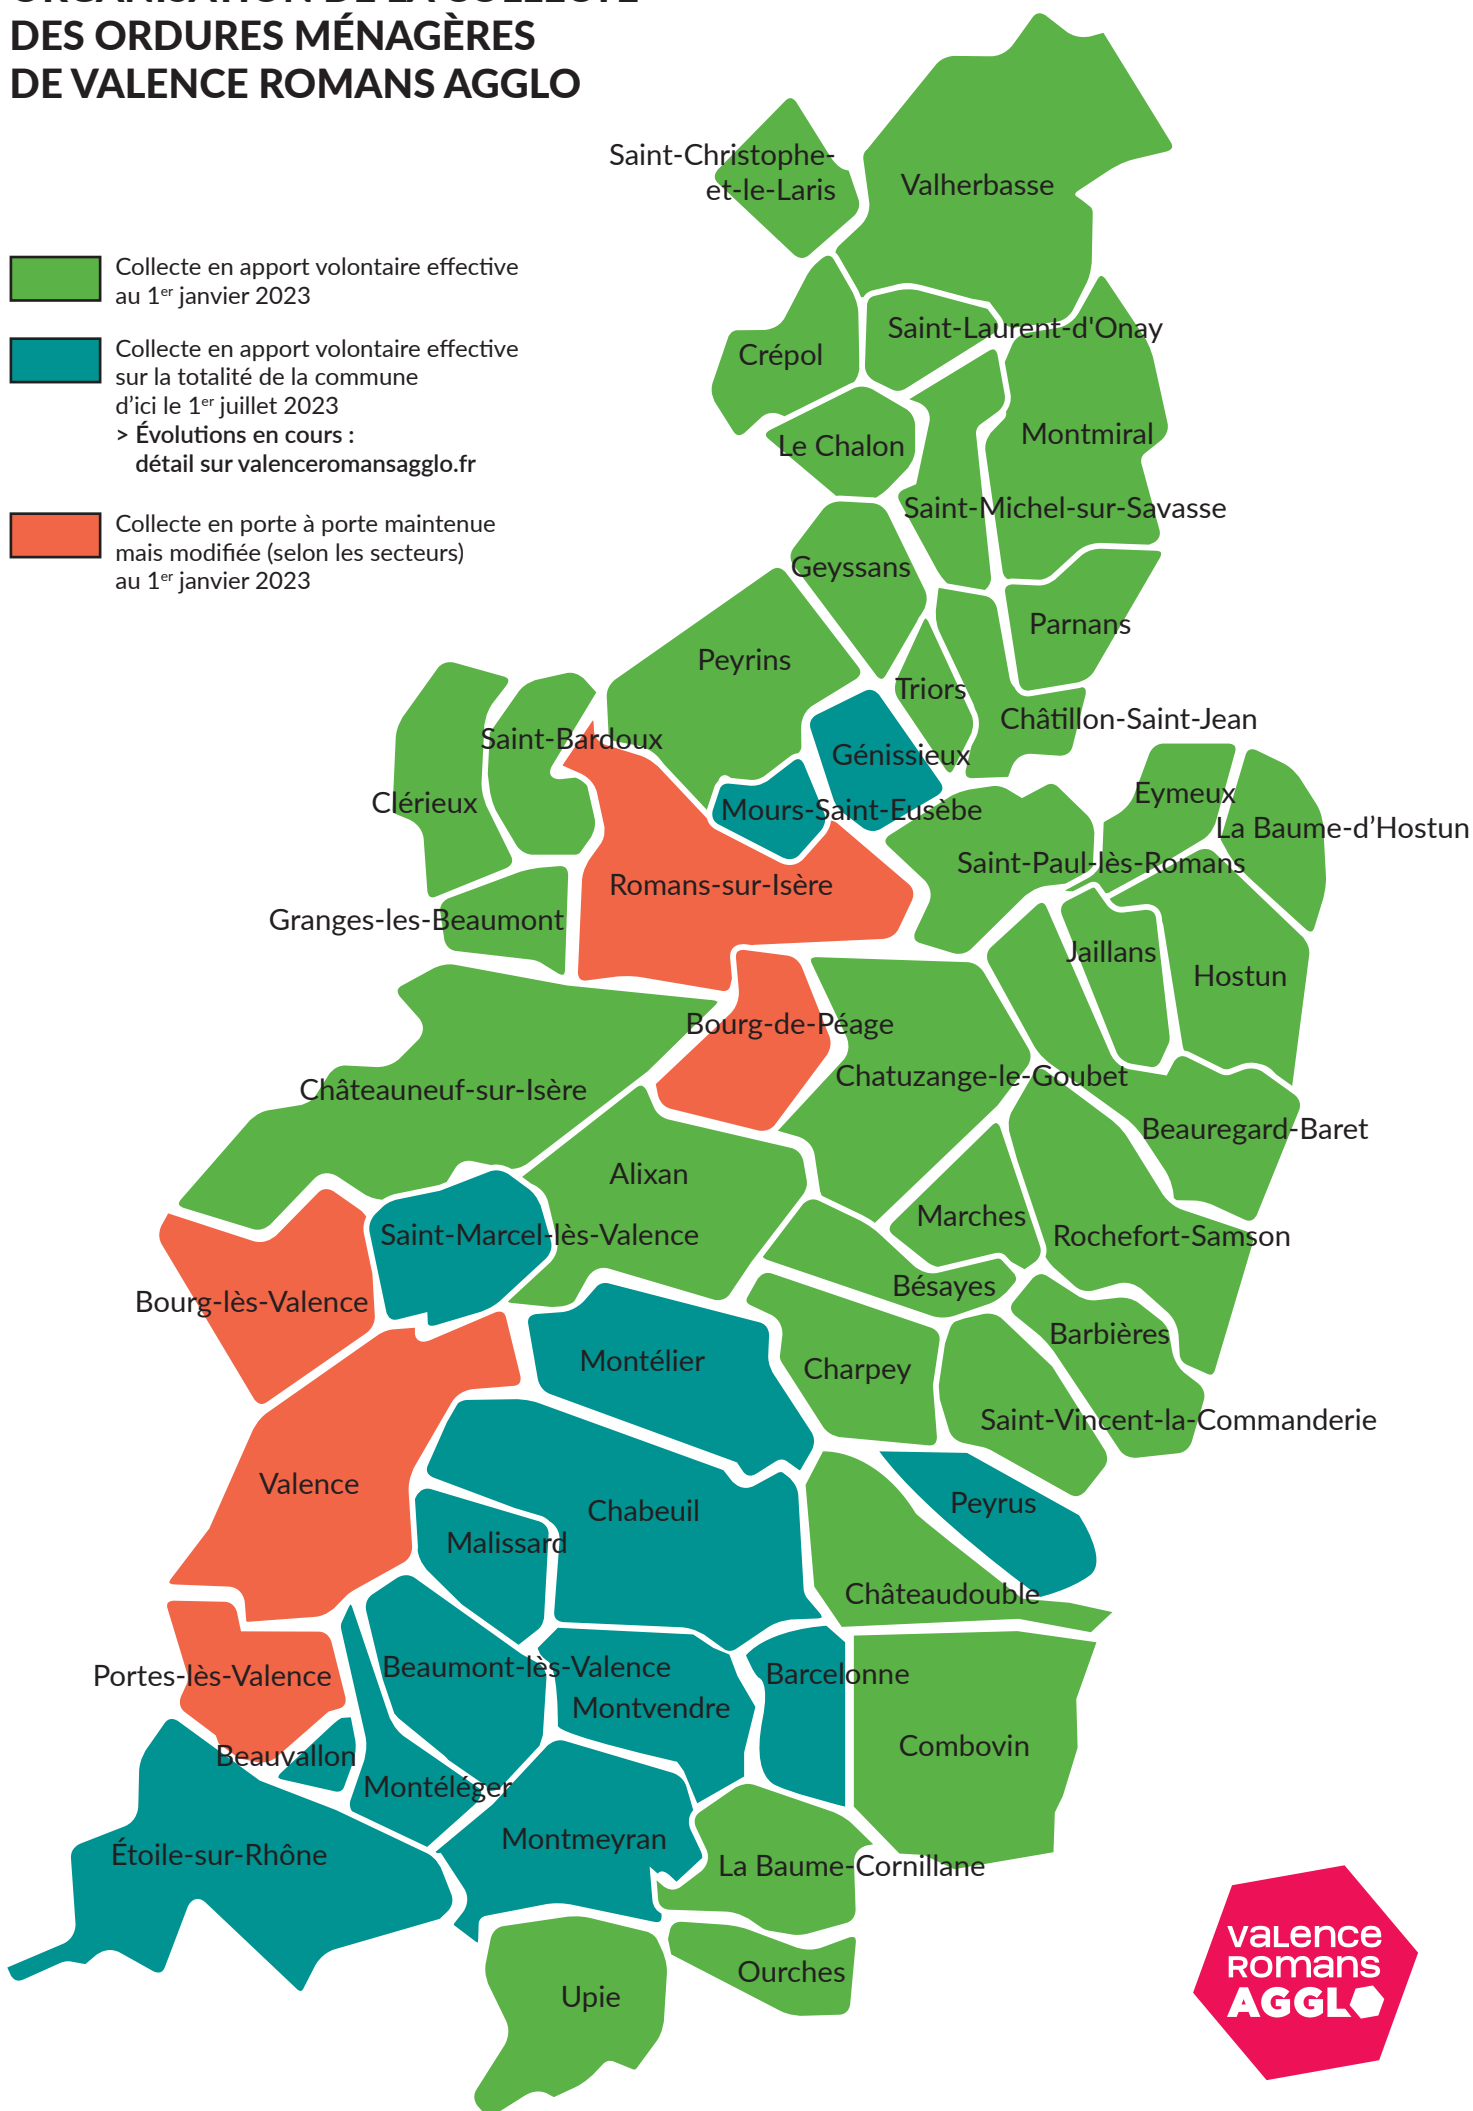 ORGANISATION DE LA COLLECTE
DES ORDURES MÉNAGÈRES
DE VALENCE ROMANS AGGLO
Collecte en apport volontaire effective
au 1er janvier 2023
Collecte en apport volontaire effective
sur la totalité de la commune
d’ici le 1er juillet 2023
> Évolutions en cours :
détail sur valenceromansagglo.fr
Collecte en porte à porte maintenue
mais modifiée (selon les secteurs)
au 1er janvier 2023
Saint-Christophe-
et-le-Laris
Valherbasse
Saint-Laurent-d'Onay
Crépol
Montmiral
Le Chalon
Saint-Michel-sur-Savasse
Geyssans
Parnans
Peyrins
Triors
Châtillon-Saint-Jean
Saint-Bardoux
Génissieux
Eymeux
Clérieux
Mours-Saint-Eusèbe
La Baume-d’Hostun
Saint-Paul-lès-Romans
Romans-sur-Isère
Granges-les-Beaumont
Jaillans
Hostun
Bourg-de-Péage
Chatuzange-le-Goubet
Châteauneuf-sur-Isère
Beauregard-Baret
Alixan
Marches
Saint-Marcel-lès-Valence
Rochefort-Samson
Bésayes
Bourg-lès-Valence
Barbières
Montélier
Charpey
Saint-Vincent-la-Commanderie
Valence
Peyrus
Chabeuil
Malissard
Châteaudouble
Beaumont-lès-Valence
Barcelonne
Portes-lès-Valence
Montvendre
Combovin
Beauvallon
Montéléger
Montmeyran
Étoile-sur-Rhône
La Baume-Cornillane
Ourches
Upie
VALENCE
ROMANS
AGGLO